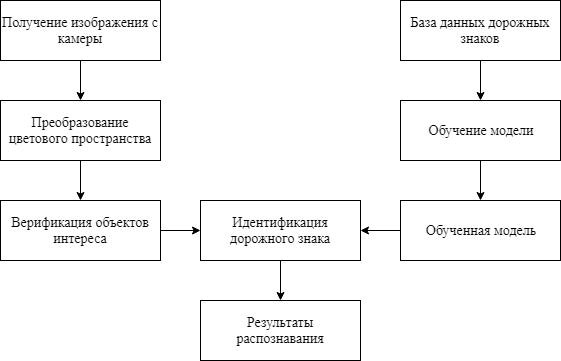 Получение изображения с
камеры
База данных дорожных
знаков
Преобразование
цветового пространства
Обучение модели
Верификация объектов
интереса
Идентификация
дорожного знака
Обученная модель
Результаты
распознавания